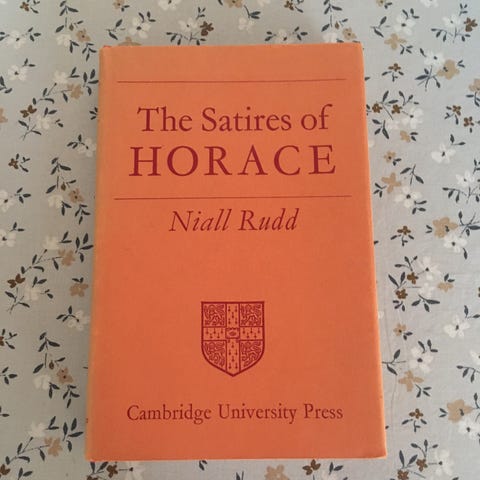 The Satires of
HORACE
Niall Rudd
Cambridge University Press